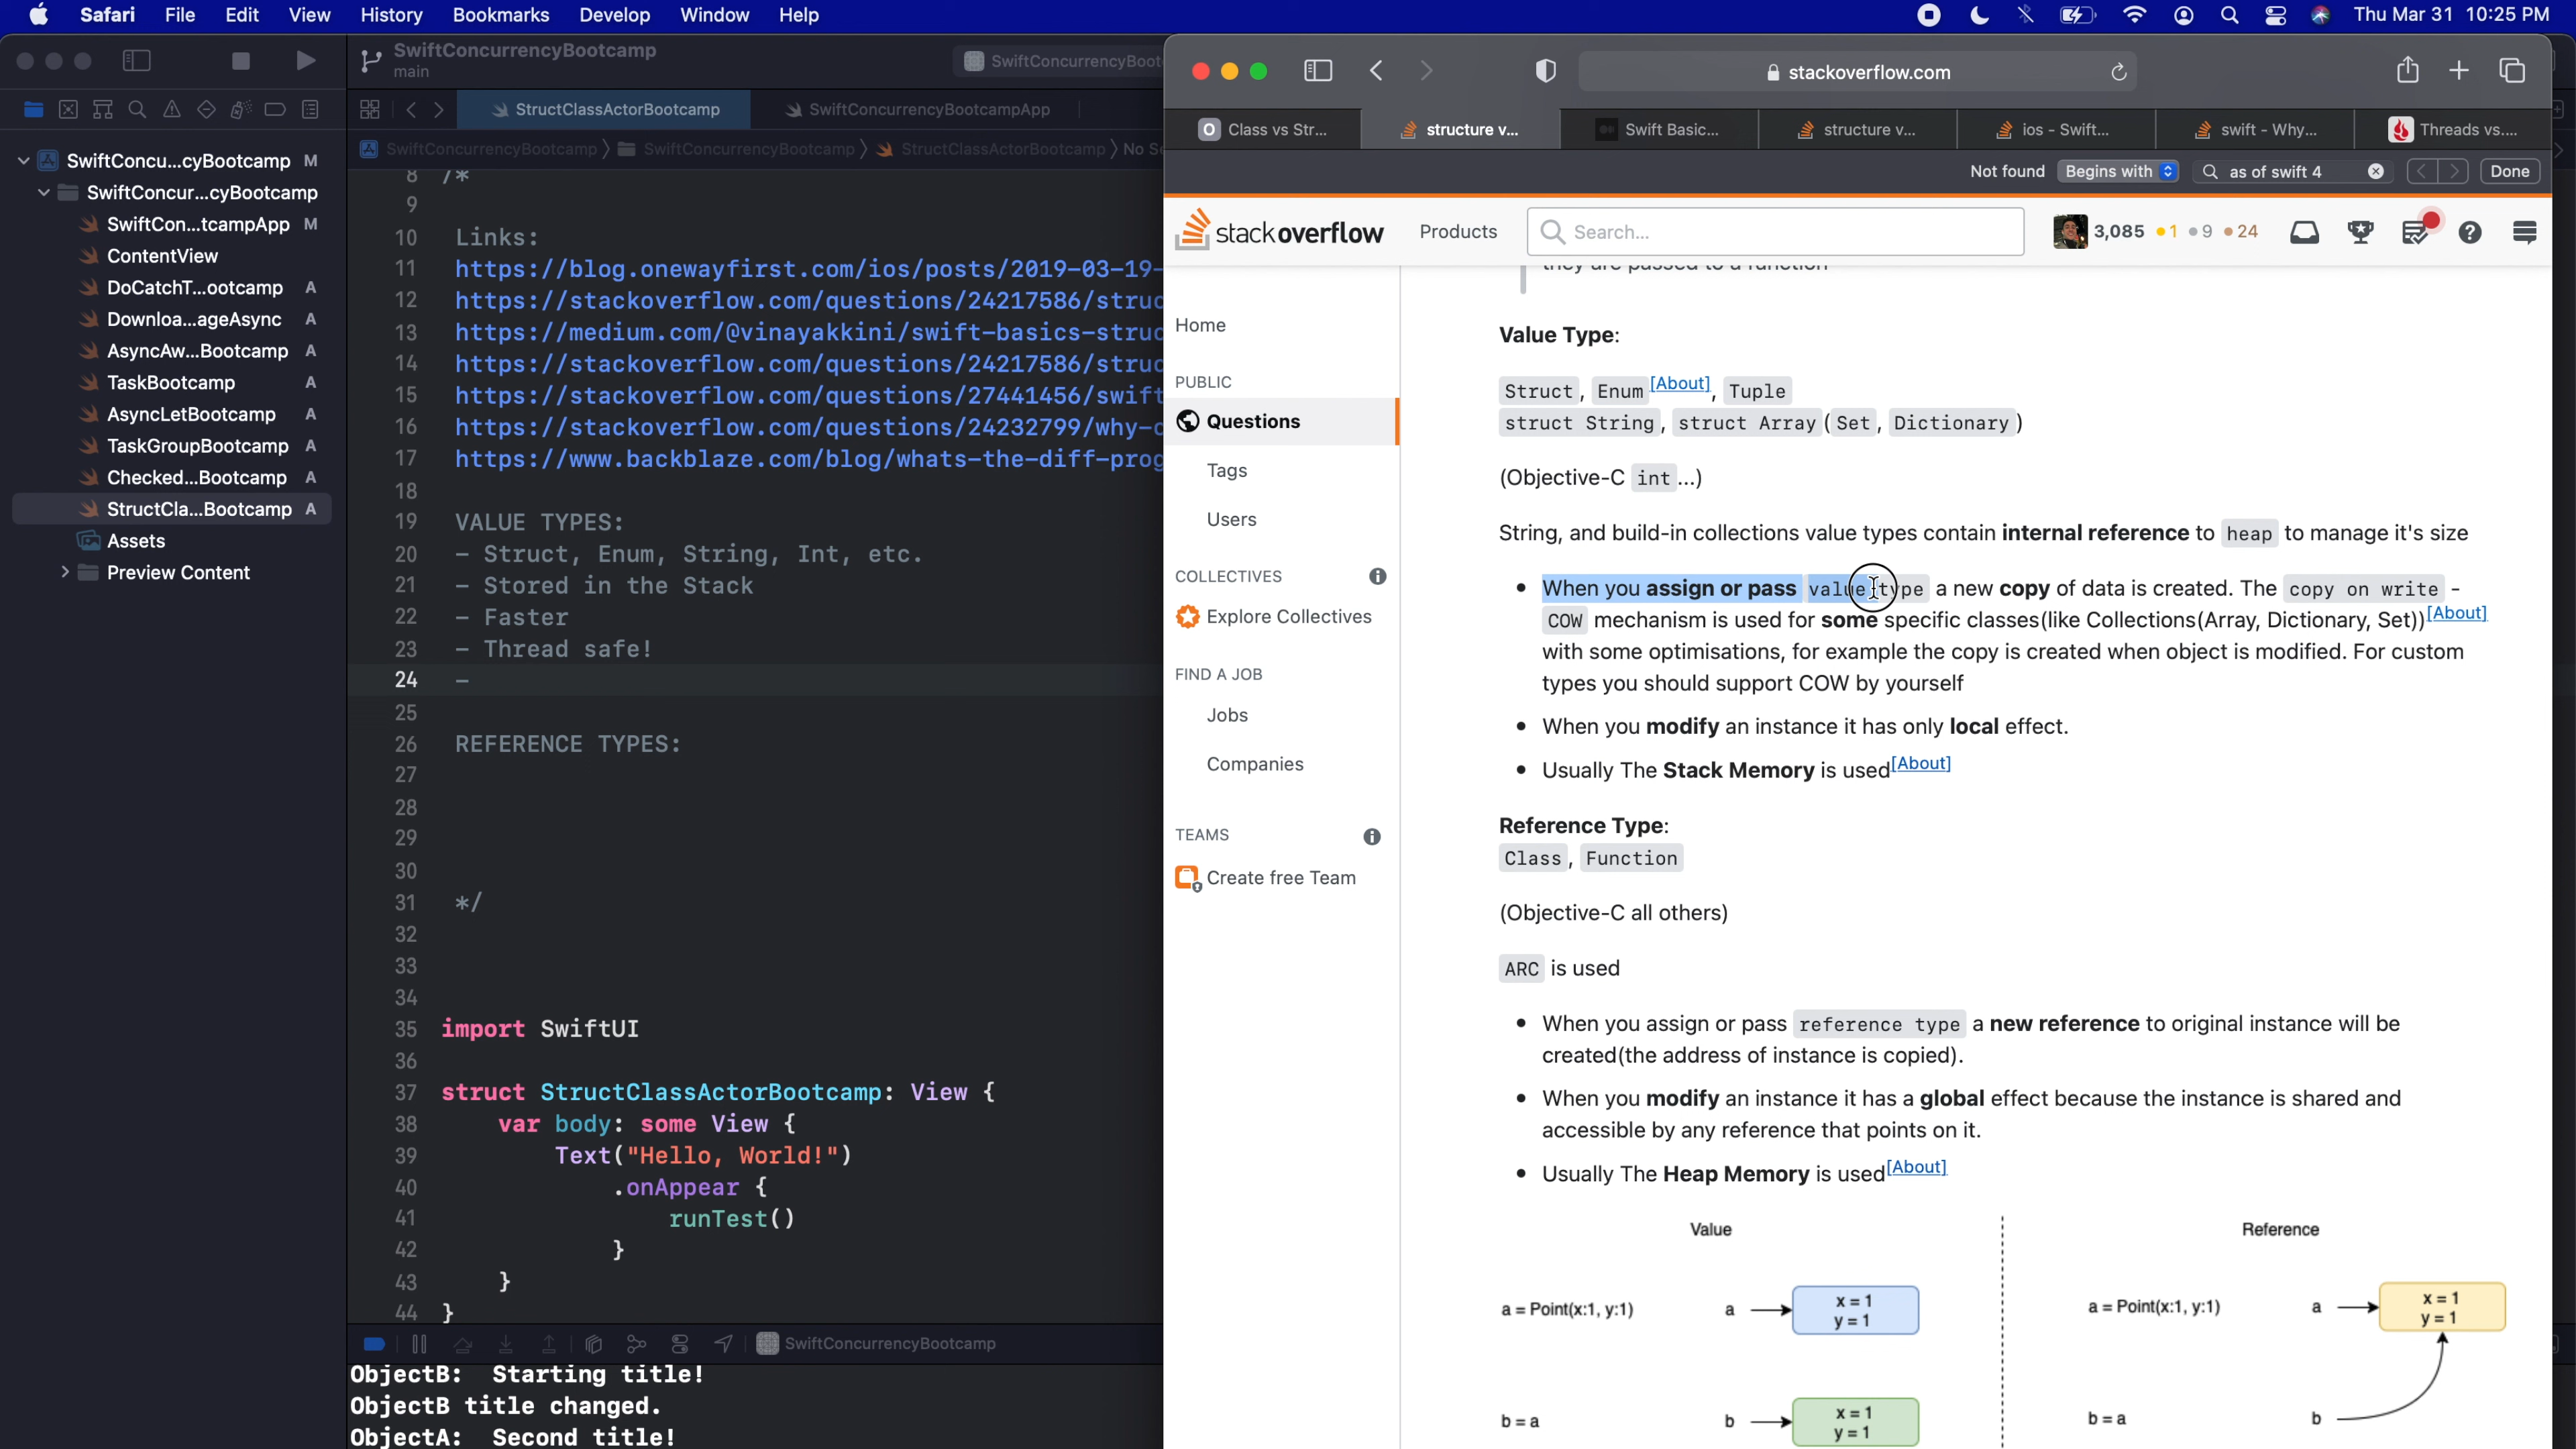 Safari File Edit View History Bookmarks Develop Window Help
Thu Mar 31 10:25 PM
SwiftConcurrencyBootcamp
main
SwiftConcurrencyBoot
StructClassActorBootcamp
SwiftConcurrencyBootcampApp
SwiftConcurrencyBootcamp SwiftConcurrencyBootcamp StructClassActorBootcamp No Se
SwiftConcu...cyBootcamp M
SwiftConcur...cyBootcamp
SwiftCon...tcampApp M
ContentView
DoCatchT...ootcamp A
Downloa...ageAsync A
AsyncAw...Bootcamp A
TaskBootcamp A
AsyncLetBootcamp A
TaskGroupBootcamp A
Checked...Bootcamp A
StructCla...Bootcamp A
Assets
Preview Content
8 /*
9
10 Links:
11 https://blog.onewayfirst.com/ios/posts/2019-03-19-
12 https://stackoverflow.com/questions/24217586/struc
13 https://medium.com/@vinayakkini/swift-basics-struc
14 https://stackoverflow.com/questions/24217586/struc
15 https://stackoverflow.com/questions/27441456/swift
16 https://stackoverflow.com/questions/24232799/why-c
17 https://www.backblaze.com/blog/whats-the-diff-prog
18
19 VALUE TYPES:
20 - Struct, Enum, String, Int, etc.
21 - Stored in the Stack
22 - Faster
23 - Thread safe!
24 -
25
26 REFERENCE TYPES:
27
28
29
30
31 */
32
33
34
35 import SwiftUI
36
37 struct StructClassActorBootcamp: View {
38 var body: some View {
39 Text("Hello, World!")
40 .onAppear {
41 runTest()
42 }
43 }
44 }
SwiftConcurrencyBootcamp
ObjectB: Starting title!
ObjectB title changed.
ObjectA: Second title!
stackoverflow.com
O Class vs Str...
structure v...
Swift Basic...
structure v...
ios - Swift...
swift - Why...
Threads vs....
Not found Begins with as of swift 4 Done
stackoverflow Products Search... 3,085 1 9 24
Home
PUBLIC
Questions
Tags
Users
COLLECTIVES
Explore Collectives
FIND A JOB
Jobs
Companies
TEAMS
Create free Team
they are passed to a function
Value Type:
Struct, Enum[About], Tuple
struct String, struct Array(Set, Dictionary)
(Objective-C int...)
String, and build-in collections value types contain internal reference to heap to manage it's size
• When you assign or pass value type a new copy of data is created. The copy on write -
COW mechanism is used for some specific classes(like Collections(Array, Dictionary, Set))[About]
with some optimisations, for example the copy is created when object is modified. For custom
types you should support COW by yourself
• When you modify an instance it has only local effect.
• Usually The Stack Memory is used[About]
Reference Type:
Class, Function
(Objective-C all others)
ARC is used
• When you assign or pass reference type a new reference to original instance will be
created(the address of instance is copied).
• When you modify an instance it has a global effect because the instance is shared and
accessible by any reference that points on it.
• Usually The Heap Memory is used[About]
Value
Reference
a = Point(x:1, y:1) a x = 1
y = 1
a = Point(x:1, y:1) a x = 1
y = 1
b = a b x = 1
y = 1
b = a b